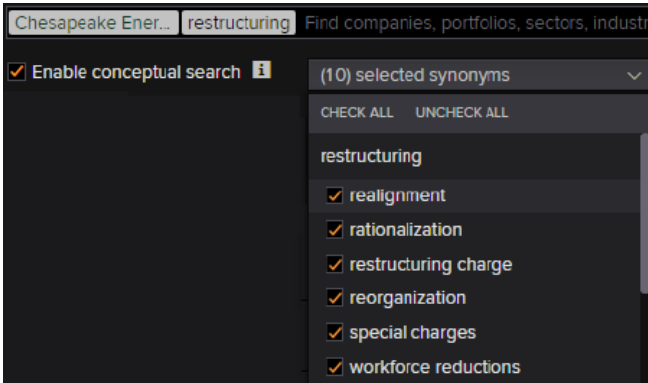 Chesapeake Ener... restructuring Find companies, portfolios, sectors, industr
Enable conceptual search i
(10) selected synonyms
CHECK ALL UNCHECK ALL
restructuring
realignment
rationalization
restructuring charge
reorganization
special charges
workforce reductions